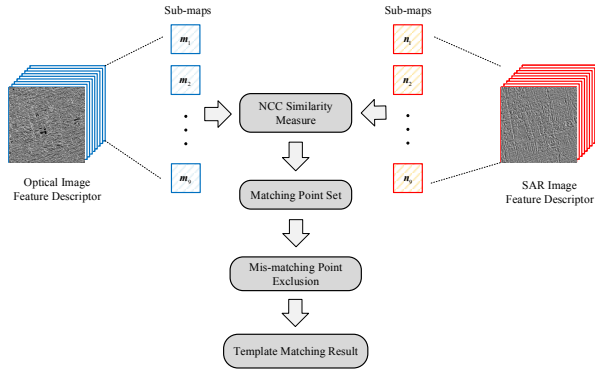 Sub-maps
Sub-maps
m1
n1
m2
n2
NCC Similarity
Measure
m9
n9
Optical Image
Feature Descriptor
SAR Image
Feature Descriptor
Matching Point Set
Mis-matching Point
Exclusion
Template Matching Result